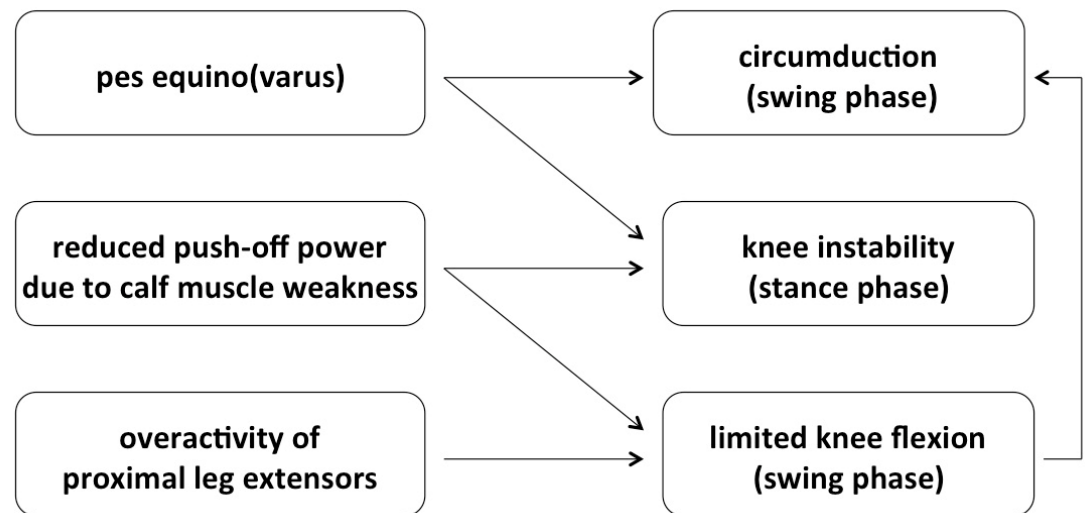 pes equino(varus)
circumduction
(swing phase)
reduced push-off power
due to calf muscle weakness
knee instability
(stance phase)
overactivity of
proximal leg extensors
limited knee flexion
(swing phase)